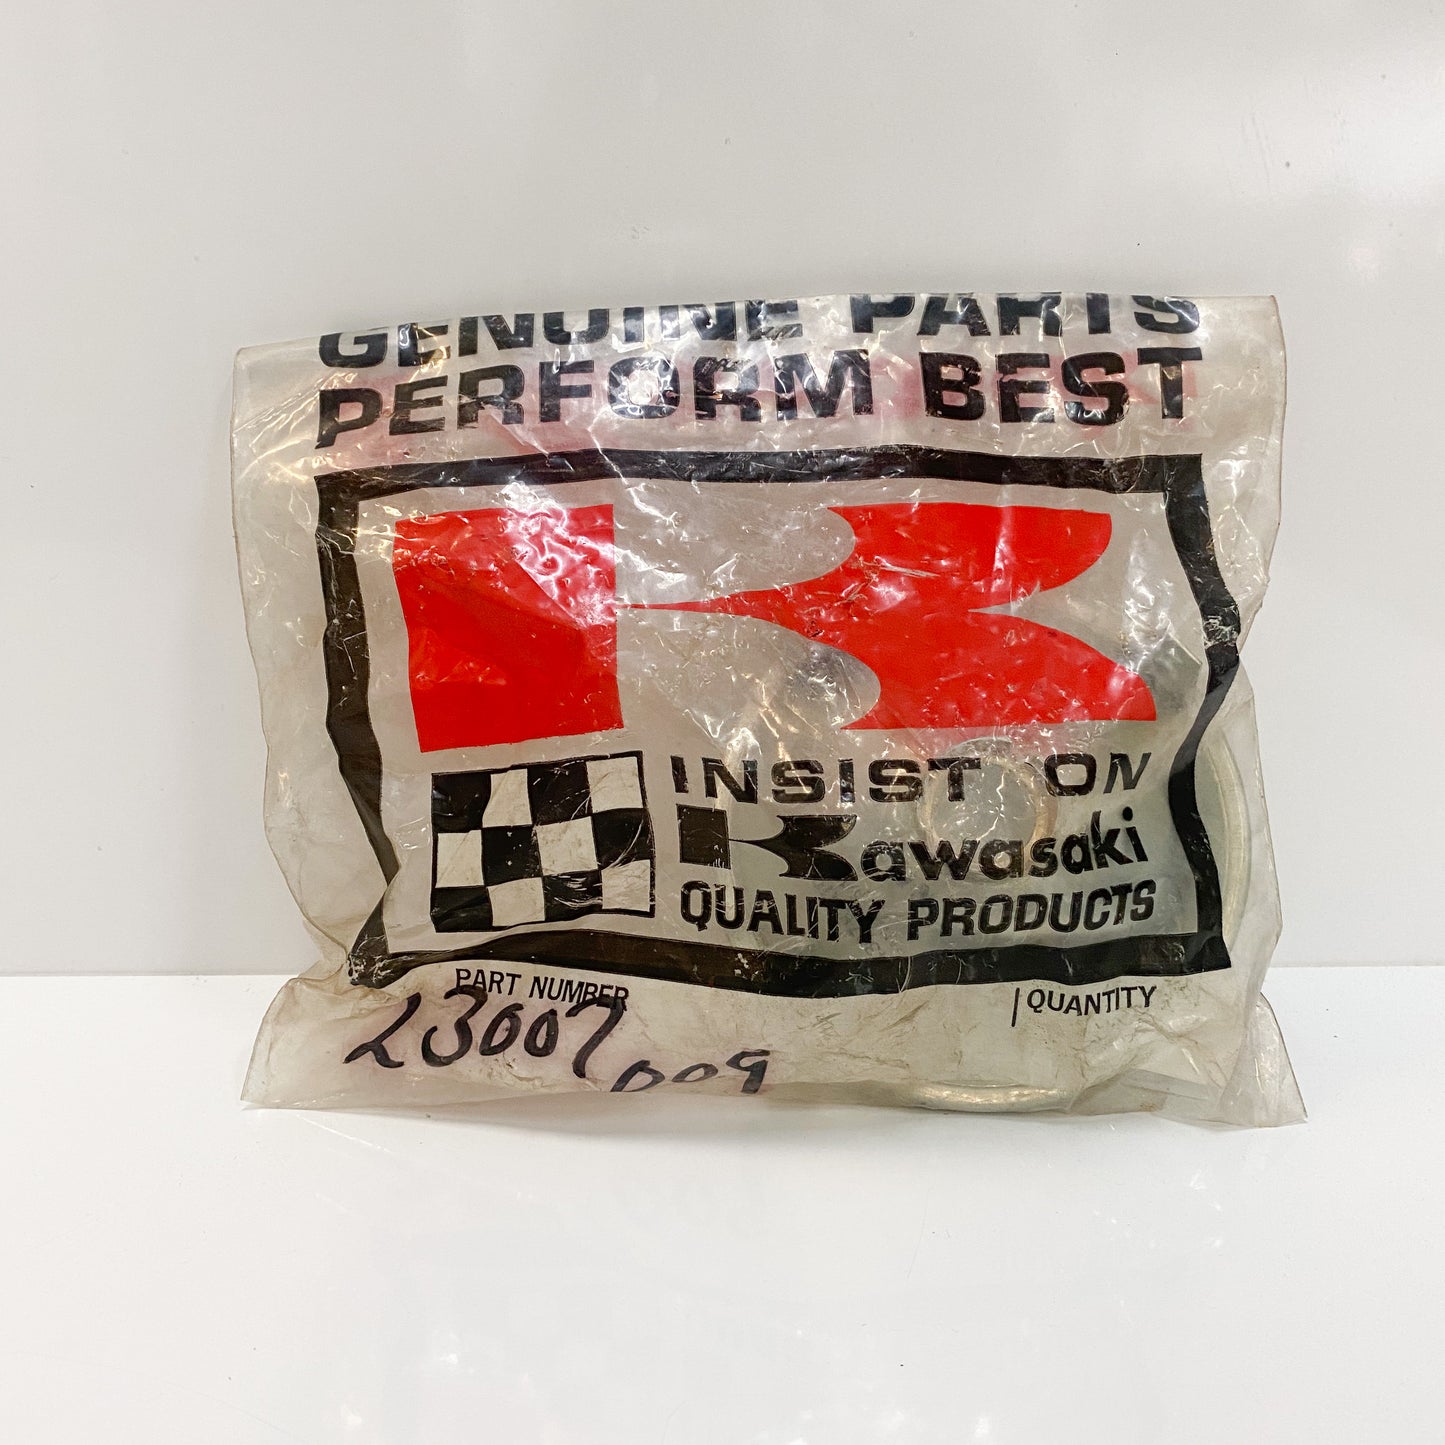 GENUINE PARTS
PERFORM BEST
INSIST ON
Kawasaki
QUALITY PRODUCTS
PART NUMBER
QUANTITY
23007
009